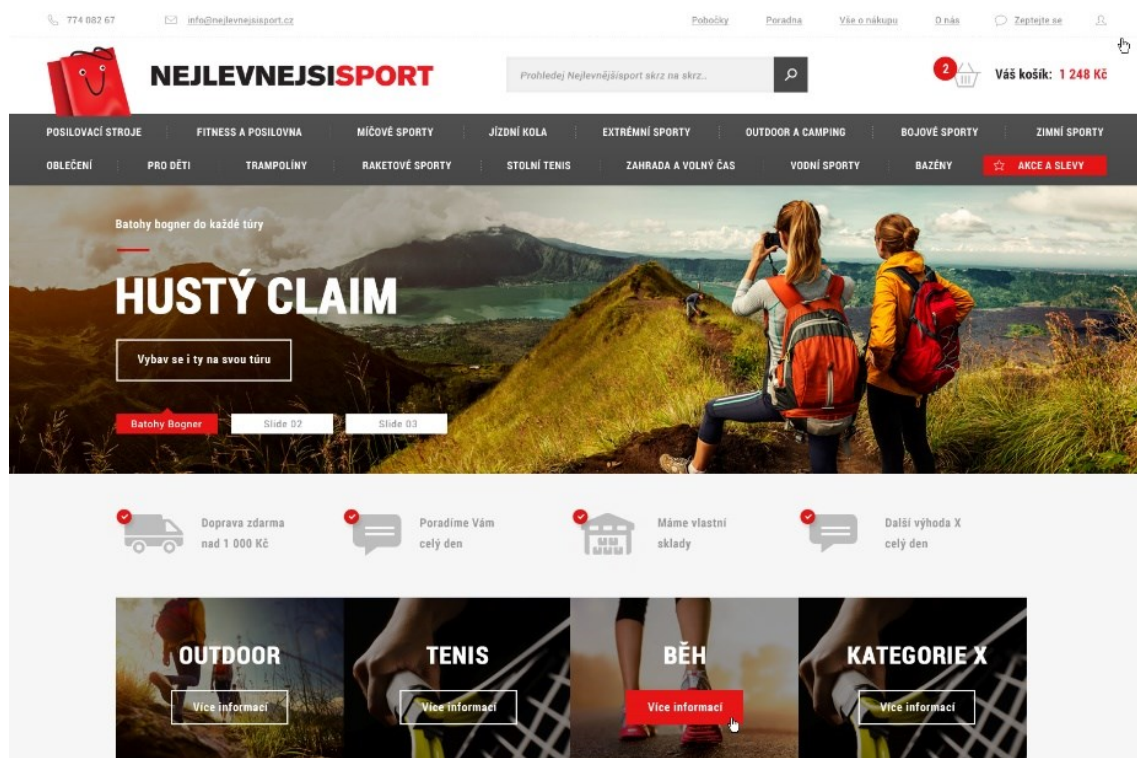 774 082 67
info@nejlevnejsisport.cz
Pobočky
Poradna
Vše o nákupu
O nás
Zeptejte se
NEJLEVNEJSISPORT
Prohledej Nejlevnějšísport skrz na skrz..
2
Váš košík: 1 248 Kč
POSILOVACÍ STROJE
FITNESS A POSILOVNA
MÍČOVÉ SPORTY
JÍZDNÍ KOLA
EXTRÉMNÍ SPORTY
OUTDOOR A CAMPING
BOJOVÉ SPORTY
ZIMNÍ SPORTY
OBLEČENÍ
PRO DĚTI
TRAMPOLÍNY
RAKETOVÉ SPORTY
STOLNÍ TENIS
ZAHRADA A VOLNÝ ČAS
VODNÍ SPORTY
BAZÉNY
AKCE A SLEVY
Batohy bogner do každé túry
HUSTÝ CLAIM
Vybav se i ty na svou túru
Batohy Bogner
Slide 02
Slide 03
Doprava zdarma
nad 1 000 Kč
Poradíme Vám
celý den
Máme vlastní
sklady
Další výhoda X
celý den
OUTDOOR
TENIS
BĚH
KATEGORIE X
Více informací
Více informací
Více informací
Více informací